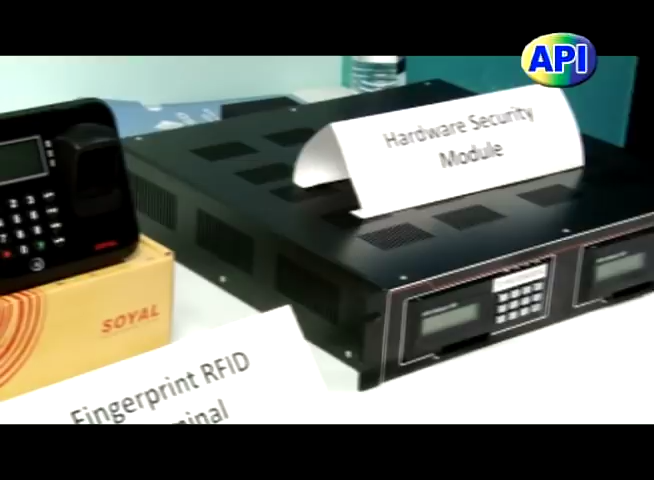 API
Hardware Security
Module
SOYAL
Fingerprint RFID